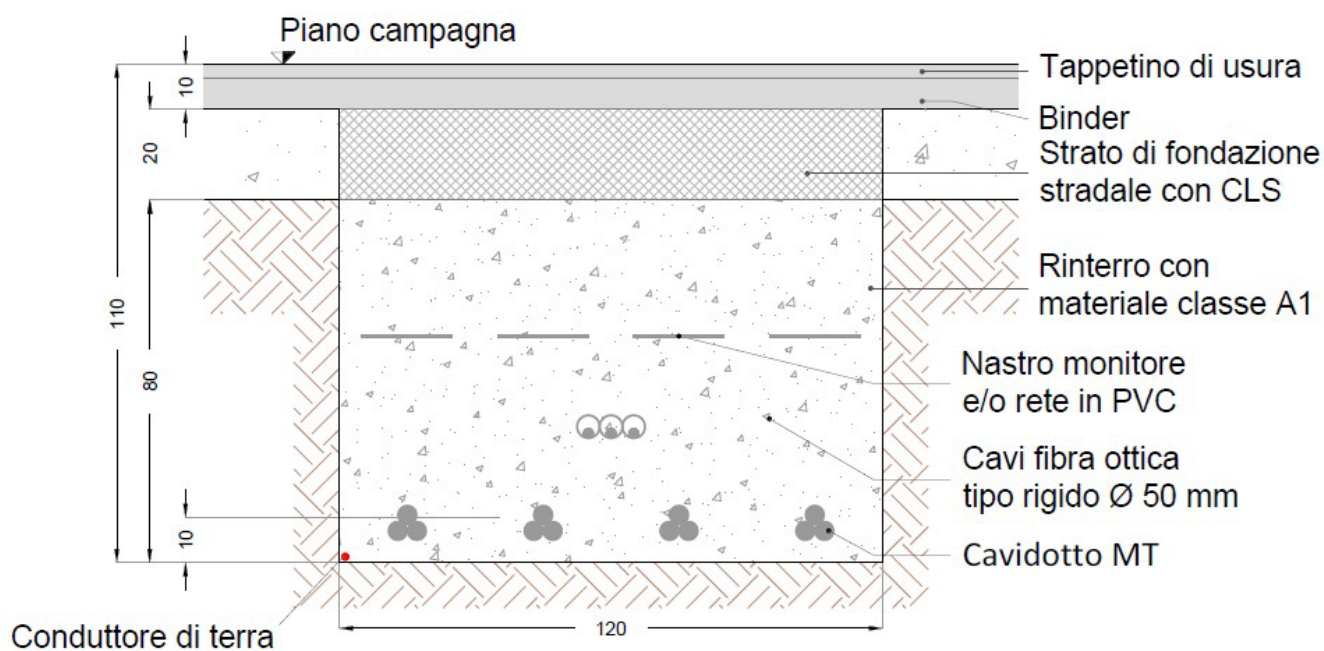 Piano campagna
10
Tappetino di usura
Binder
20
Strato di fondazione
stradale con CLS
110
80
Rinterro con
materiale classe A1
Nastro monitore
e/o rete in PVC
Cavi fibra ottica
tipo rigido Ø 50 mm
10
Cavidotto MT
Conduttore di terra
120